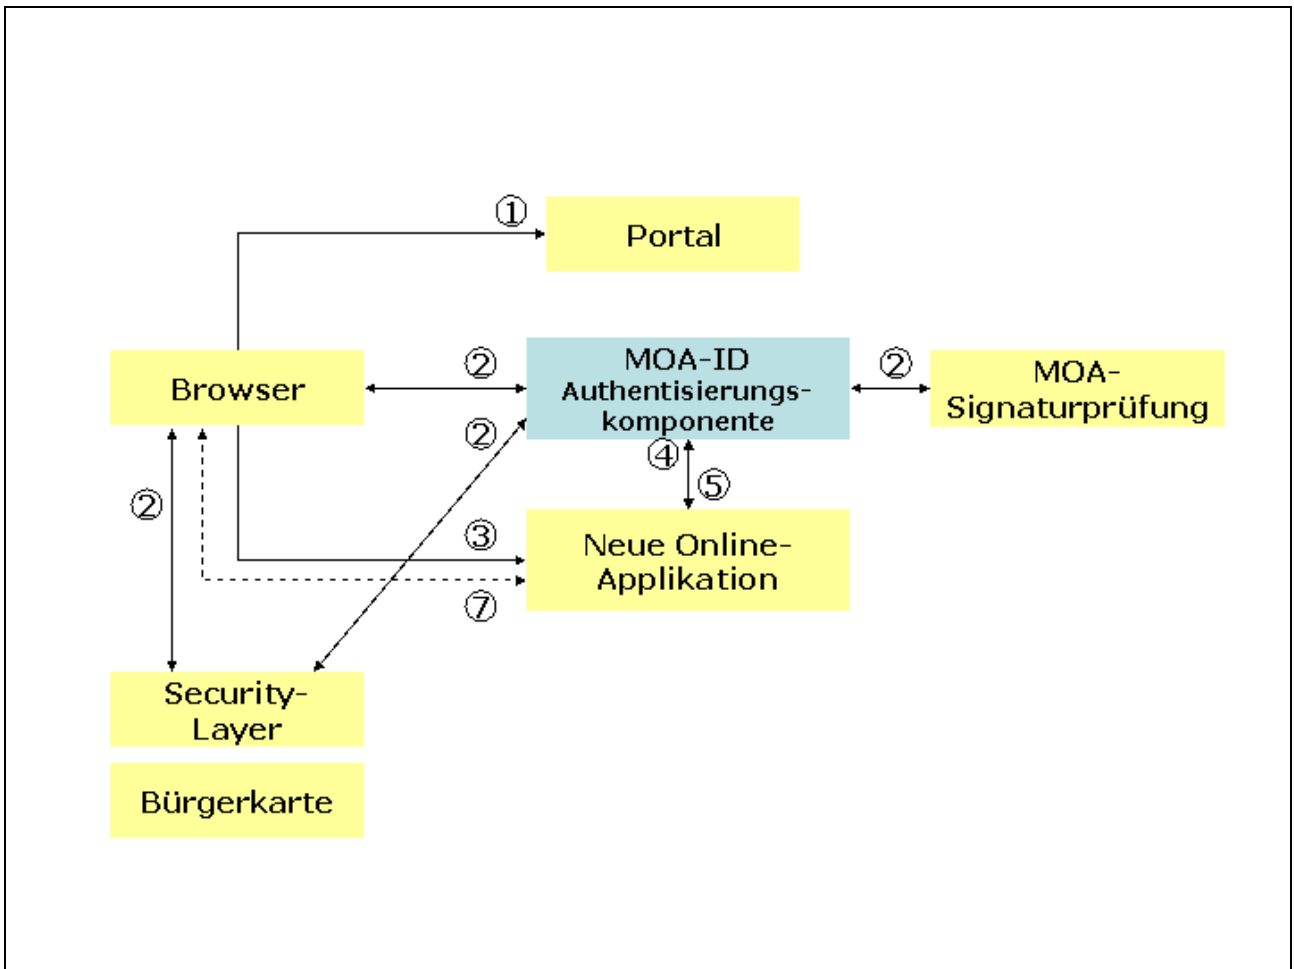 ①
Portal
Browser
②
MOA-ID
Authentisierungs-
komponente
②
MOA-
Signaturprüfung
②
④
⑤
②
③
Neue Online-
Applikation
⑦
Security-
Layer
Bürgerkarte